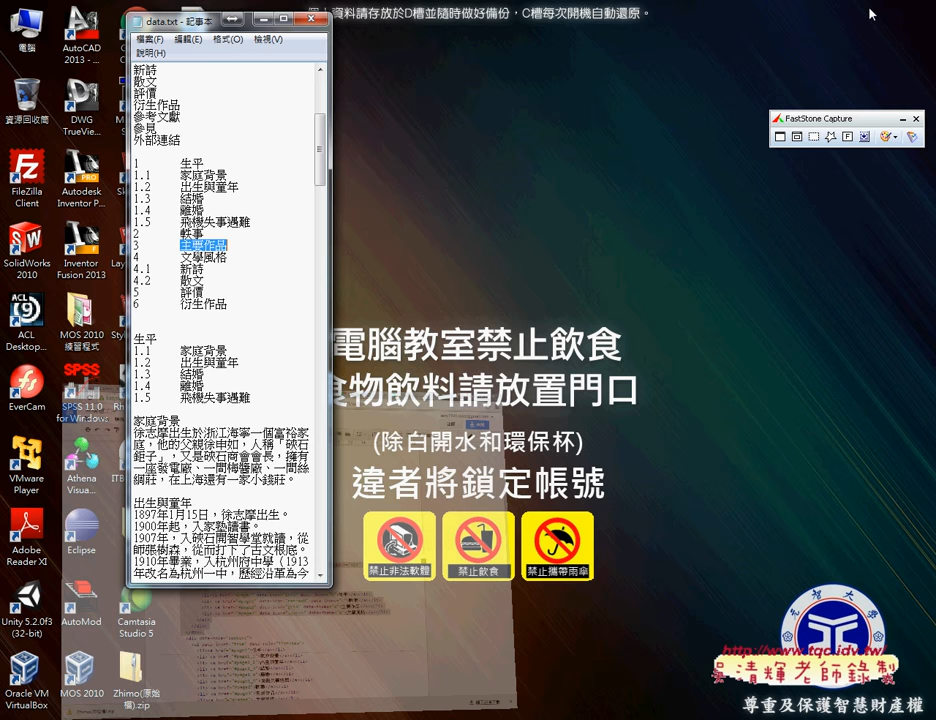 個人資料請存放於D槽並隨時做好備份，C槽每次開機自動還原。
data.txt - 記事本
檔案(F) 編輯(E) 格式(O) 檢視(V)
說明(H)
新詩
散文
評價
衍生作品
參考文獻
參見
外部連結
1 生平
1.1 家庭背景
1.2 出生與童年
1.3 結婚
1.4 離婚
1.5 飛機失事遇難
2 軼事
3 主要作品
4 文學風格
4.1 新詩
4.2 散文
5 評價
6 衍生作品
生平
1.1 家庭背景
1.2 出生與童年
1.3 結婚
1.4 離婚
1.5 飛機失事遇難
家庭背景
徐志摩出生於浙江海寧一個富裕家
庭，他的父親徐申如，人稱「硤石
鉅子」，又是硤石商會會長，擁有
一座發電廠、一間梅醬廠、一間絲
綢莊，在上海還有一家小錢莊。
出生與童年
1897年1月15日，徐志摩出生。
1900年起，入家塾讀書。
1907年，入硤石開智學堂就讀，從
師張樹森，從而打下了古文根底。
1910年畢業，入杭州府中學（1913
年改名為杭州一中，歷經沿革為今
電腦
AutoCAD
2013 - ...
資源回收筒
DWG
TrueVie...
FileZilla
Client
Autodesk
Inventor P...
SolidWorks
2010
Inventor
Fusion 2013
ACL
Desktop...
MOS 2010
練習程式
EverCam
SPSS 11.0
for Windows
VMware
Player
Athena
Visua...
Adobe
Reader XI
Eclipse
Unity 5.2.0f3
(32-bit)
AutoMod
Camtasia
Studio 5
Oracle VM
VirtualBox
MOS 2010
Zhimo(原始
檔).zip
FastStone Capture
電腦教室禁止飲食
食物飲料請放置門口
(除白開水和環保杯)
違者將鎖定帳號
禁止非法軟體
禁止飲食
禁止攜帶雨傘
元智大學
http://www.tqc.idv.tw/
吳清輝老師錄製
尊重及保護智慧財產權